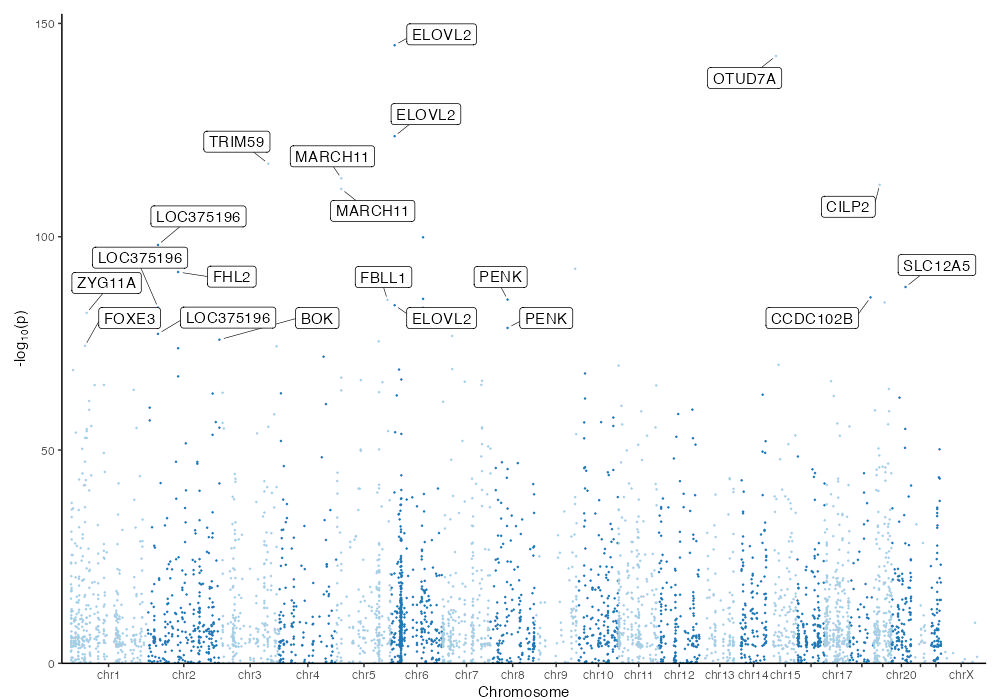 150
ELOVL2
OTUD7A
ELOVL2
TRIM59
MARCH11
MARCH11
CILP2
LOC375196
100
LOC375196
SLC12A5
ZYG11A
FHL2
FBLL1
PENK
FOXE3
LOC375196
BOK
ELOVL2
PENK
CCDC102B
-log10(p)
50
0
chr1 chr2 chr3 chr4 chr5 chr6 chr7 chr8 chr9 chr10 chr11 chr12 chr13 chr14 chr15 chr17 chr20 chrX
Chromosome